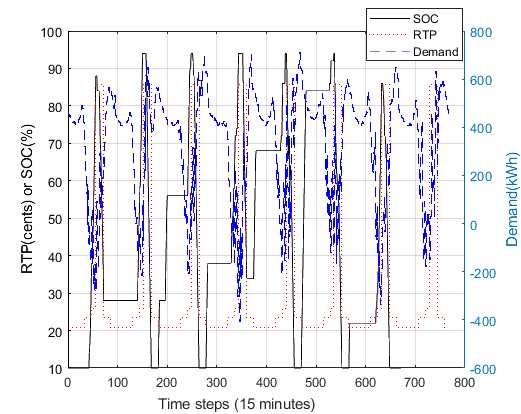 SOC
RTP
Demand
100
90
80
70
60
50
40
30
20
10
RTP(cents) or SOC(%)
800
600
400
200
0
-200
-400
-600
Demand(kWh)
0 100 200 300 400 500 600 700 800
Time steps (15 minutes)